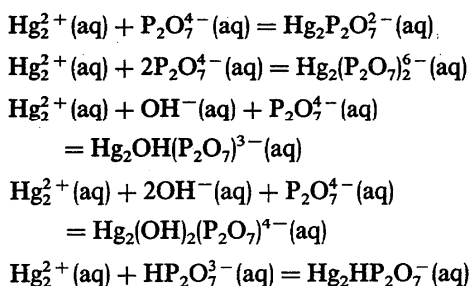 Hg₂²⁺(aq) + P₂O₇⁴⁻(aq) = Hg₂P₂O₇²⁻(aq)
Hg₂²⁺(aq) + 2P₂O₇⁴⁻(aq) = Hg₂(P₂O₇)₂⁶⁻(aq)
Hg₂²⁺(aq) + OH⁻(aq) + P₂O₇⁴⁻(aq)
= Hg₂OH(P₂O₇)³⁻(aq)
Hg₂²⁺(aq) + 2OH⁻(aq) + P₂O₇⁴⁻(aq)
= Hg₂(OH)₂(P₂O₇)⁴⁻(aq)
Hg₂²⁺(aq) + HP₂O₇³⁻(aq) = Hg₂HP₂O₇⁻(aq)